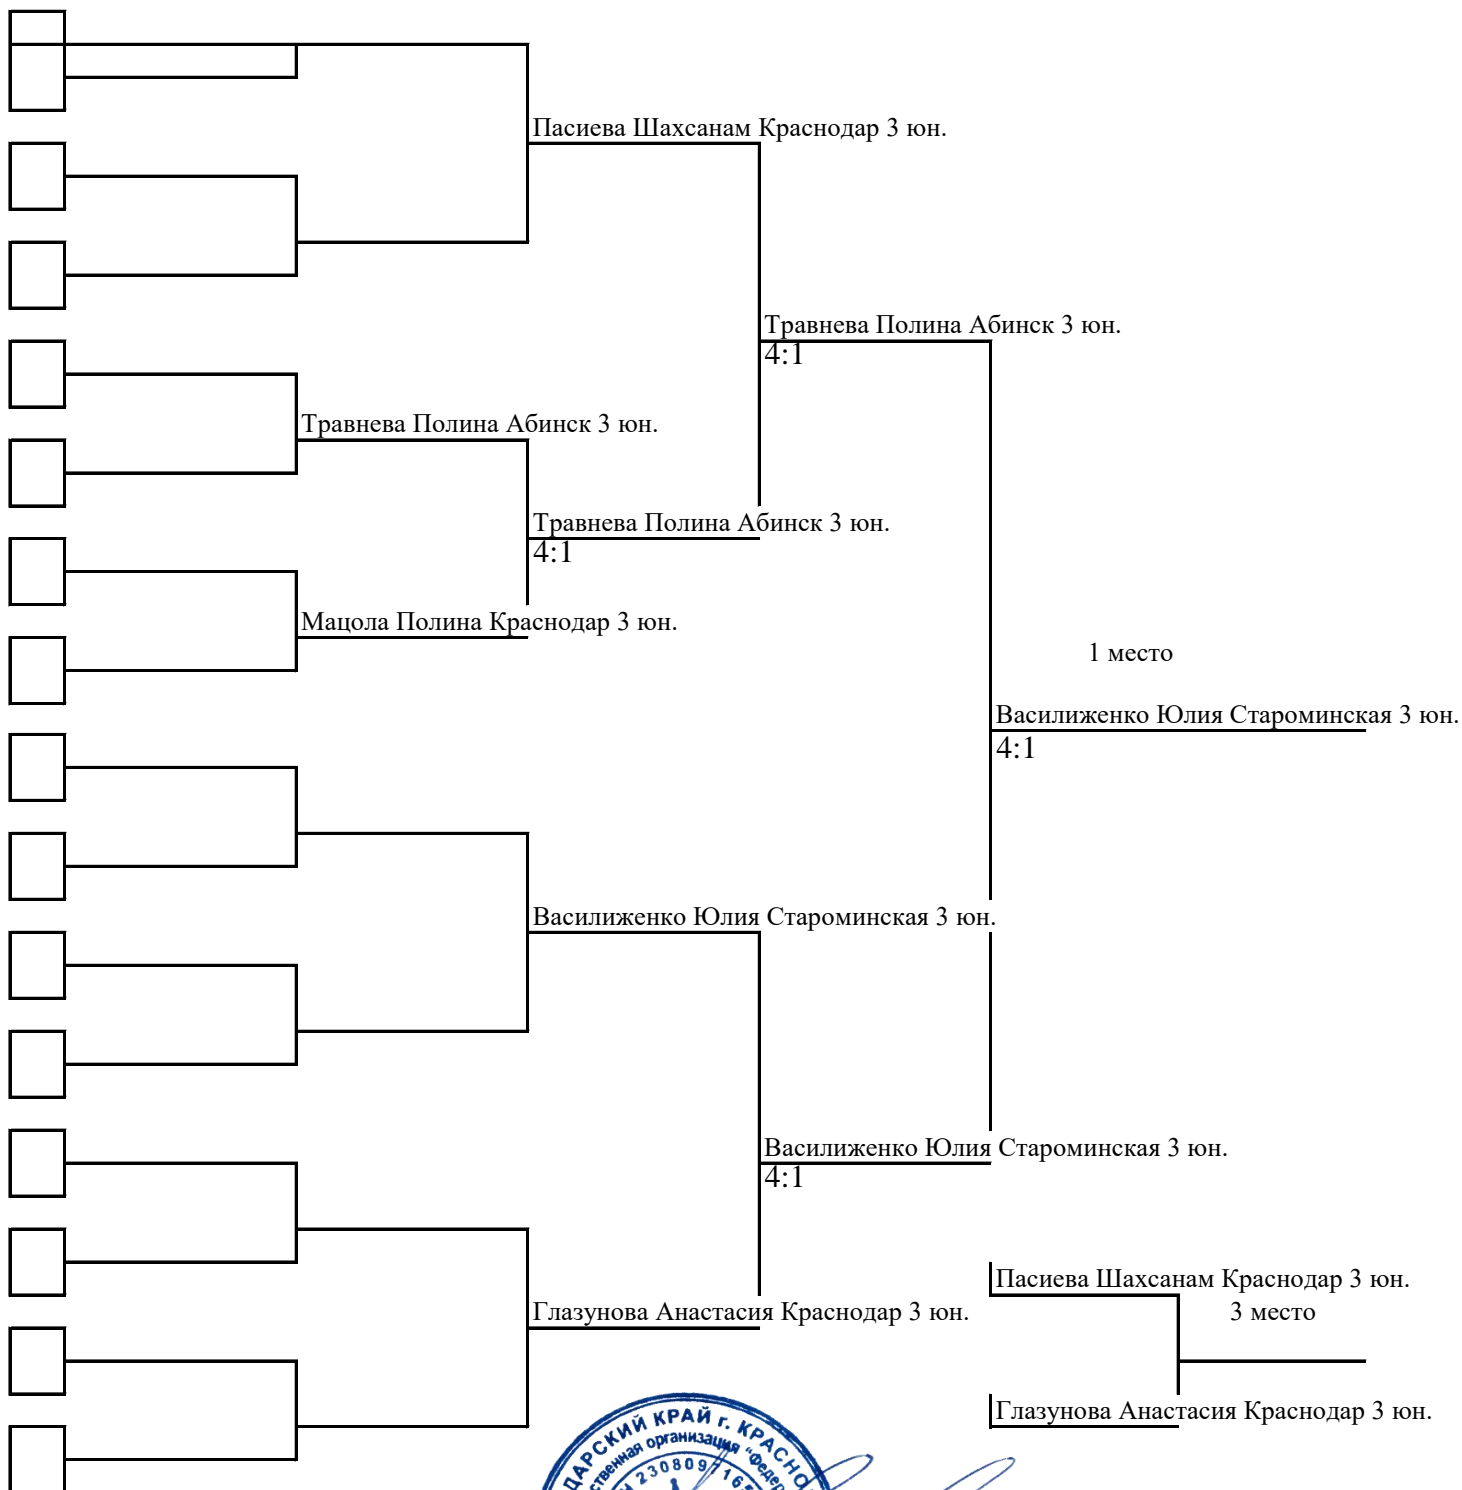 Пасиева Шахсанам Краснодар 3 юн.
Травнева Полина Абинск 3 юн.
4:1
Травнева Полина Абинск 3 юн.
Травнева Полина Абинск 3 юн.
4:1
Мацола Полина Краснодар 3 юн.
1 место
Василиженко Юлия Староминская 3 юн.
4:1
Василиженко Юлия Староминская 3 юн.
Василиженко Юлия Староминская 3 юн.
4:1
Пасиева Шахсанам Краснодар 3 юн.
3 место
Глазунова Анастасия Краснодар 3 юн.
Глазунова Анастасия Краснодар 3 юн.
КРАЙ г.
организация